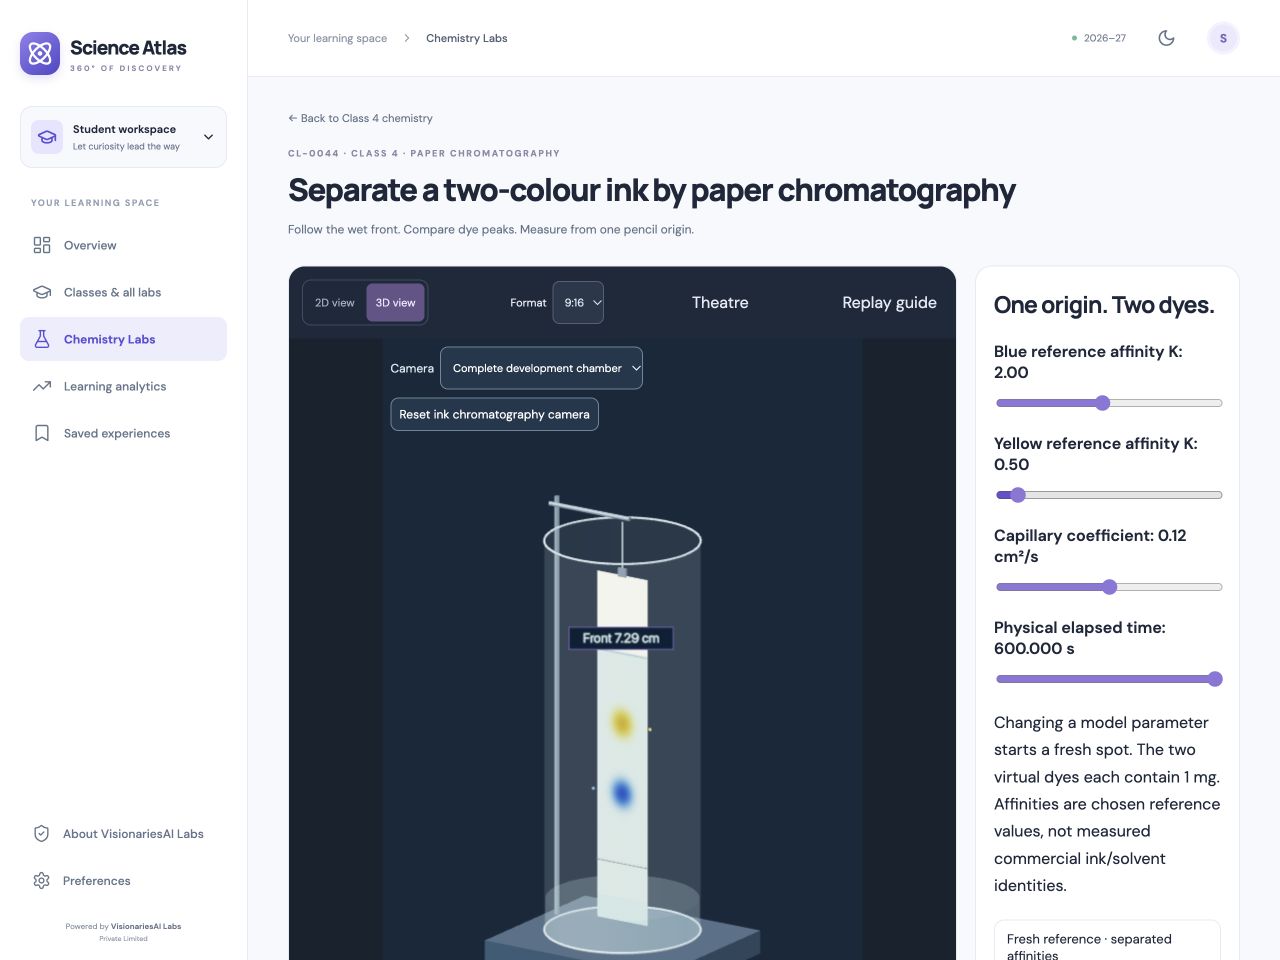 Science Atlas
360° OF DISCOVERY
Student workspace
Let curiosity lead the way
YOUR LEARNING SPACE
Overview
Classes & all labs
Chemistry Labs
Learning analytics
Saved experiences
About VisionariesAI Labs
Preferences
Powered by VisionariesAI Labs
Private Limited
Your learning space > Chemistry Labs
2026–27
S
← Back to Class 4 chemistry
CL-0044 · CLASS 4 · PAPER CHROMATOGRAPHY
Separate a two-colour ink by paper chromatography
Follow the wet front. Compare dye peaks. Measure from one pencil origin.
2D view
3D view
Format
9:16
Theatre
Replay guide
Camera
Complete development chamber
Reset ink chromatography camera
Front 7.29 cm
One origin. Two dyes.
Blue reference affinity K:
2.00
Yellow reference affinity K:
0.50
Capillary coefficient: 0.12
cm²/s
Physical elapsed time:
600.000 s
Changing a model parameter
starts a fresh spot. The two
virtual dyes each contain 1 mg.
Affinities are chosen reference
values, not measured
commercial ink/solvent
identities.
Fresh reference · separated
affinities